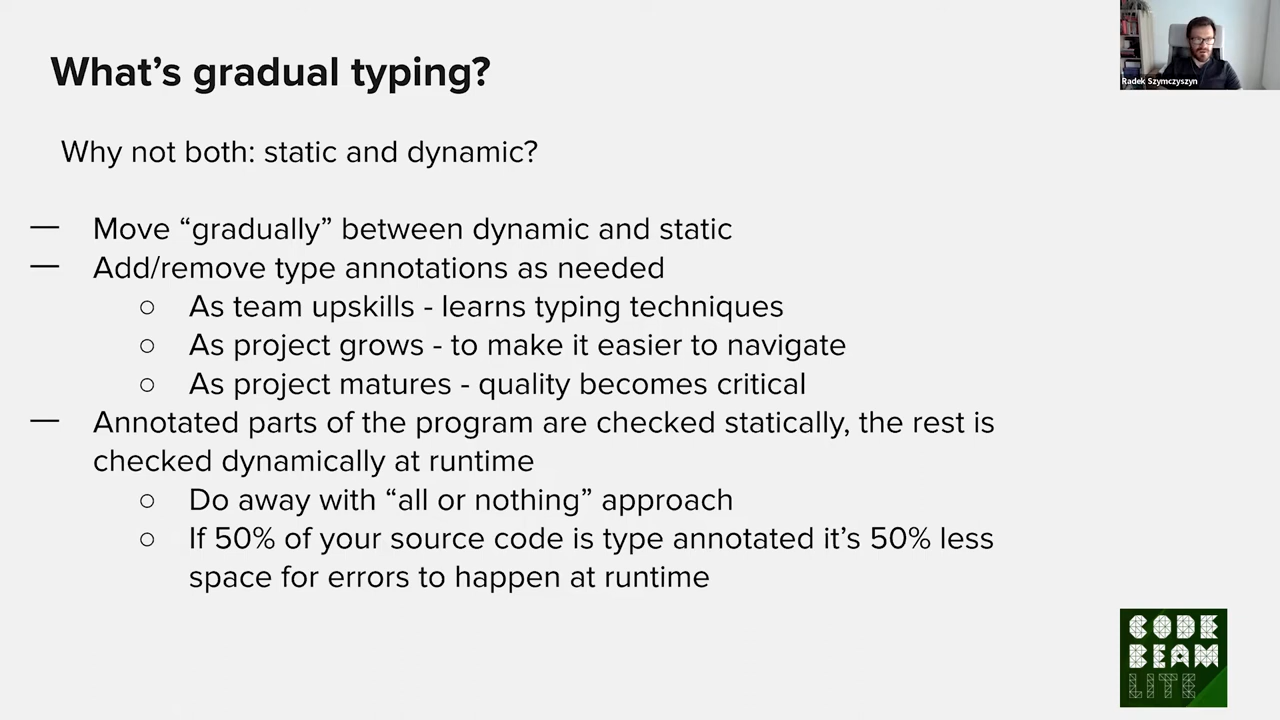 What’s gradual typing?
Radek Szymczyszyn
Why not both: static and dynamic?
— Move “gradually” between dynamic and static
— Add/remove type annotations as needed
○ As team upskills - learns typing techniques
○ As project grows - to make it easier to navigate
○ As project matures - quality becomes critical
— Annotated parts of the program are checked statically, the rest is
checked dynamically at runtime
○ Do away with “all or nothing” approach
○ If 50% of your source code is type annotated it’s 50% less
space for errors to happen at runtime
CODE
BEAM
LITE